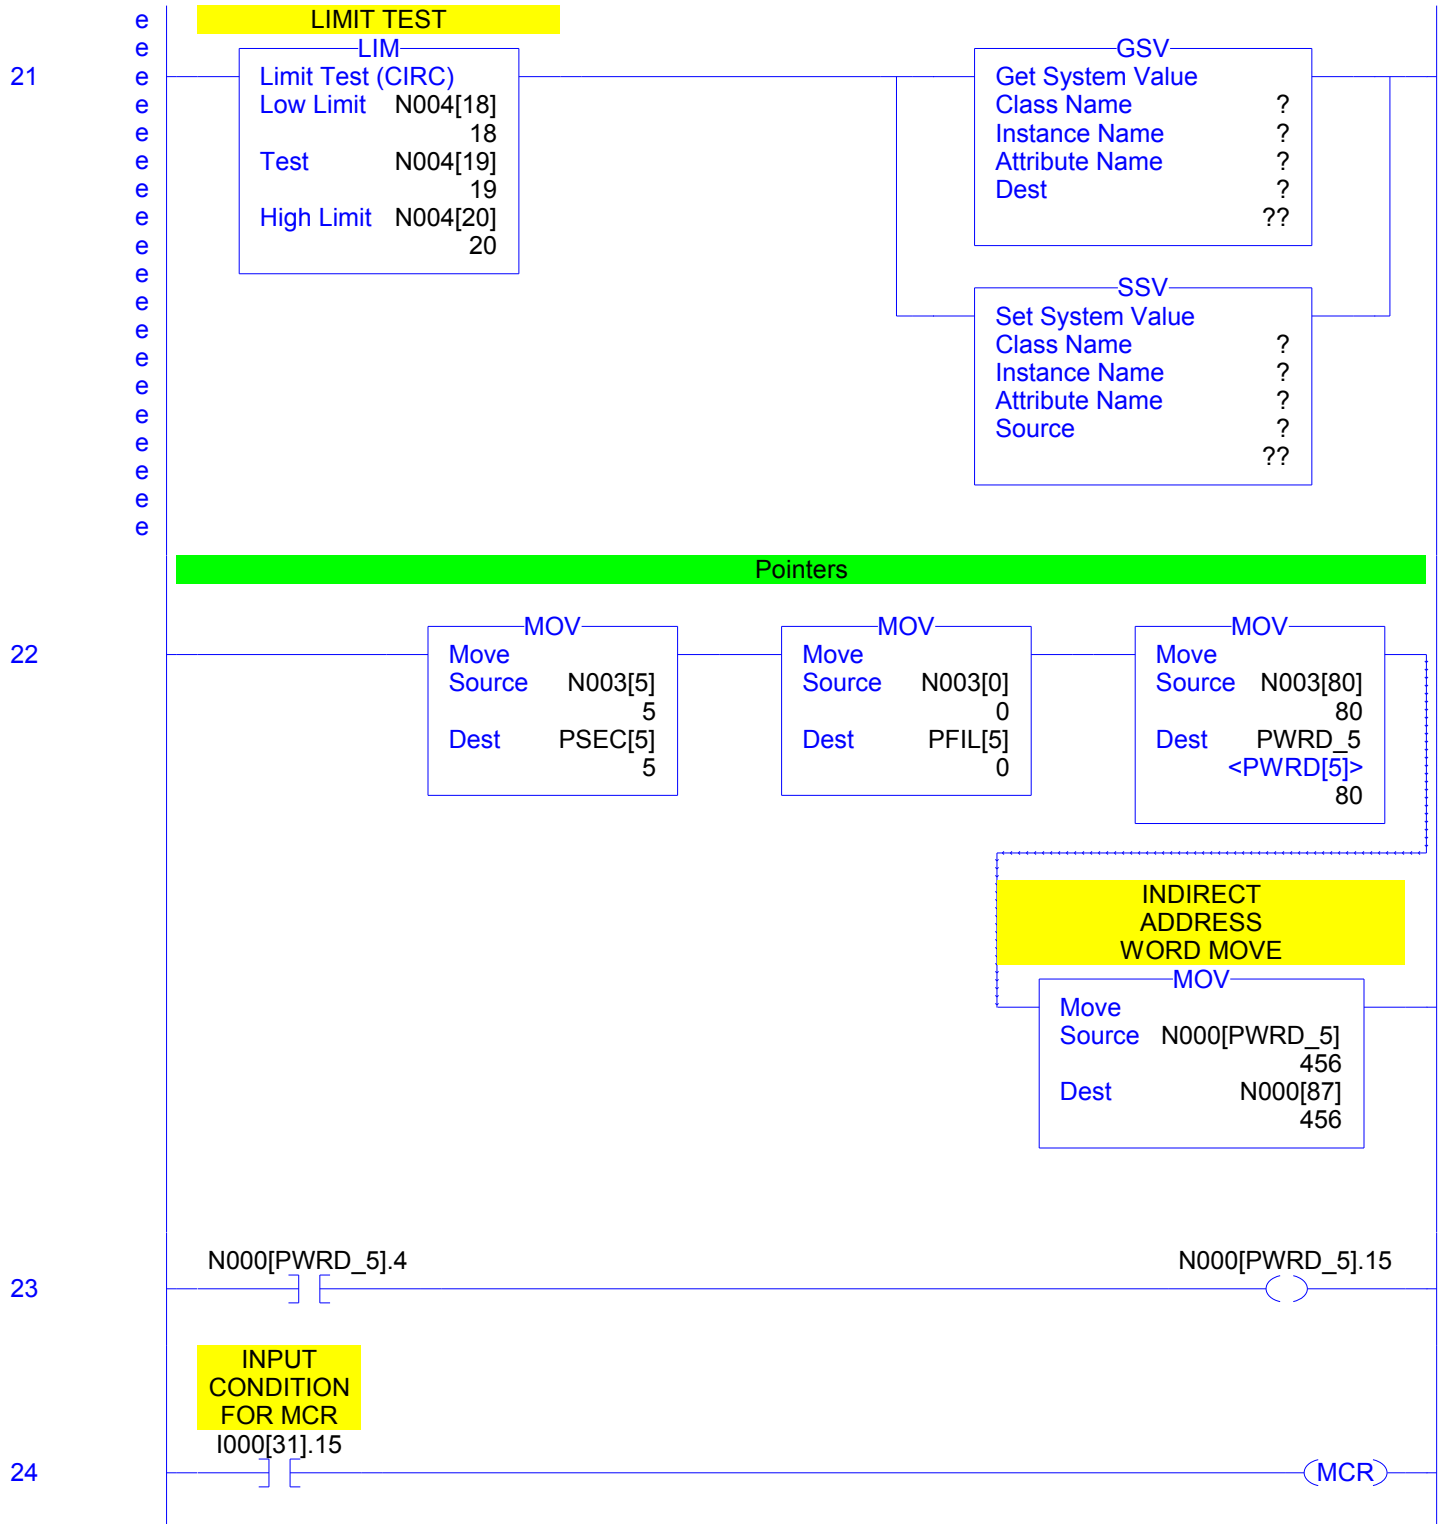 e
LIMIT TEST
e
LIM
GSV
21
e
Limit Test (CIRC)
Get System Value
e
Low Limit N004[18]
Class Name ?
e
18
Instance Name ?
e
Test N004[19]
Attribute Name ?
e
19
Dest ?
e
High Limit N004[20]
??
e
20
e
e
SSV
e
Set System Value
e
Class Name ?
e
Instance Name ?
e
Attribute Name ?
e
Source ?
e
??
e
e
e
Pointers
22
MOV
Move
Source N003[5]
5
Dest PSEC[5]
5
MOV
Move
Source N003[0]
0
Dest PFIL[5]
0
MOV
Move
Source N003[80]
80
Dest PWRD_5
<PWRD[5]>
80
INDIRECT
ADDRESS
WORD MOVE
MOV
Move
Source N000[PWRD_5]
456
Dest N000[87]
456
N000[PWRD_5].4
N000[PWRD_5].15
23
INPUT
CONDITION
FOR MCR
I000[31].15
24
MCR